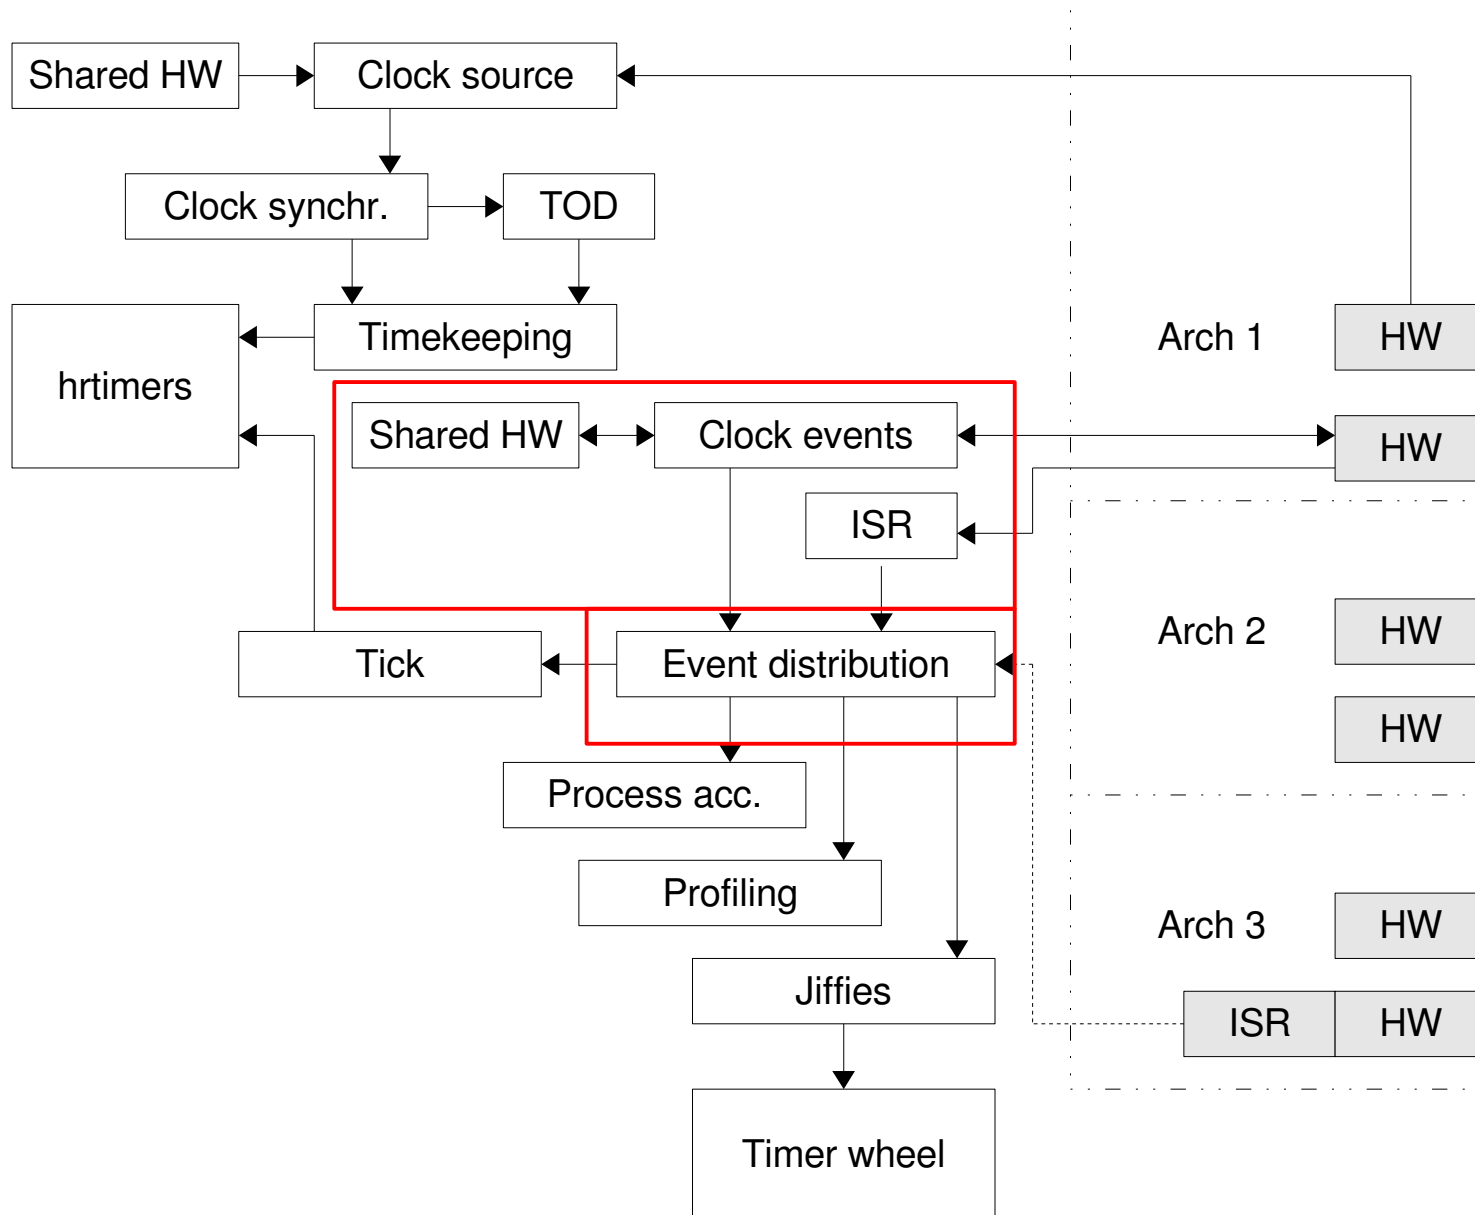 Shared HW
Clock source
Clock synchr.
TOD
hrtimers
Timekeeping
Arch 1
HW
Shared HW
Clock events
HW
ISR
Tick
Event distribution
Arch 2
HW
HW
Process acc.
Profiling
Arch 3
HW
Jiffies
ISR
HW
Timer wheel